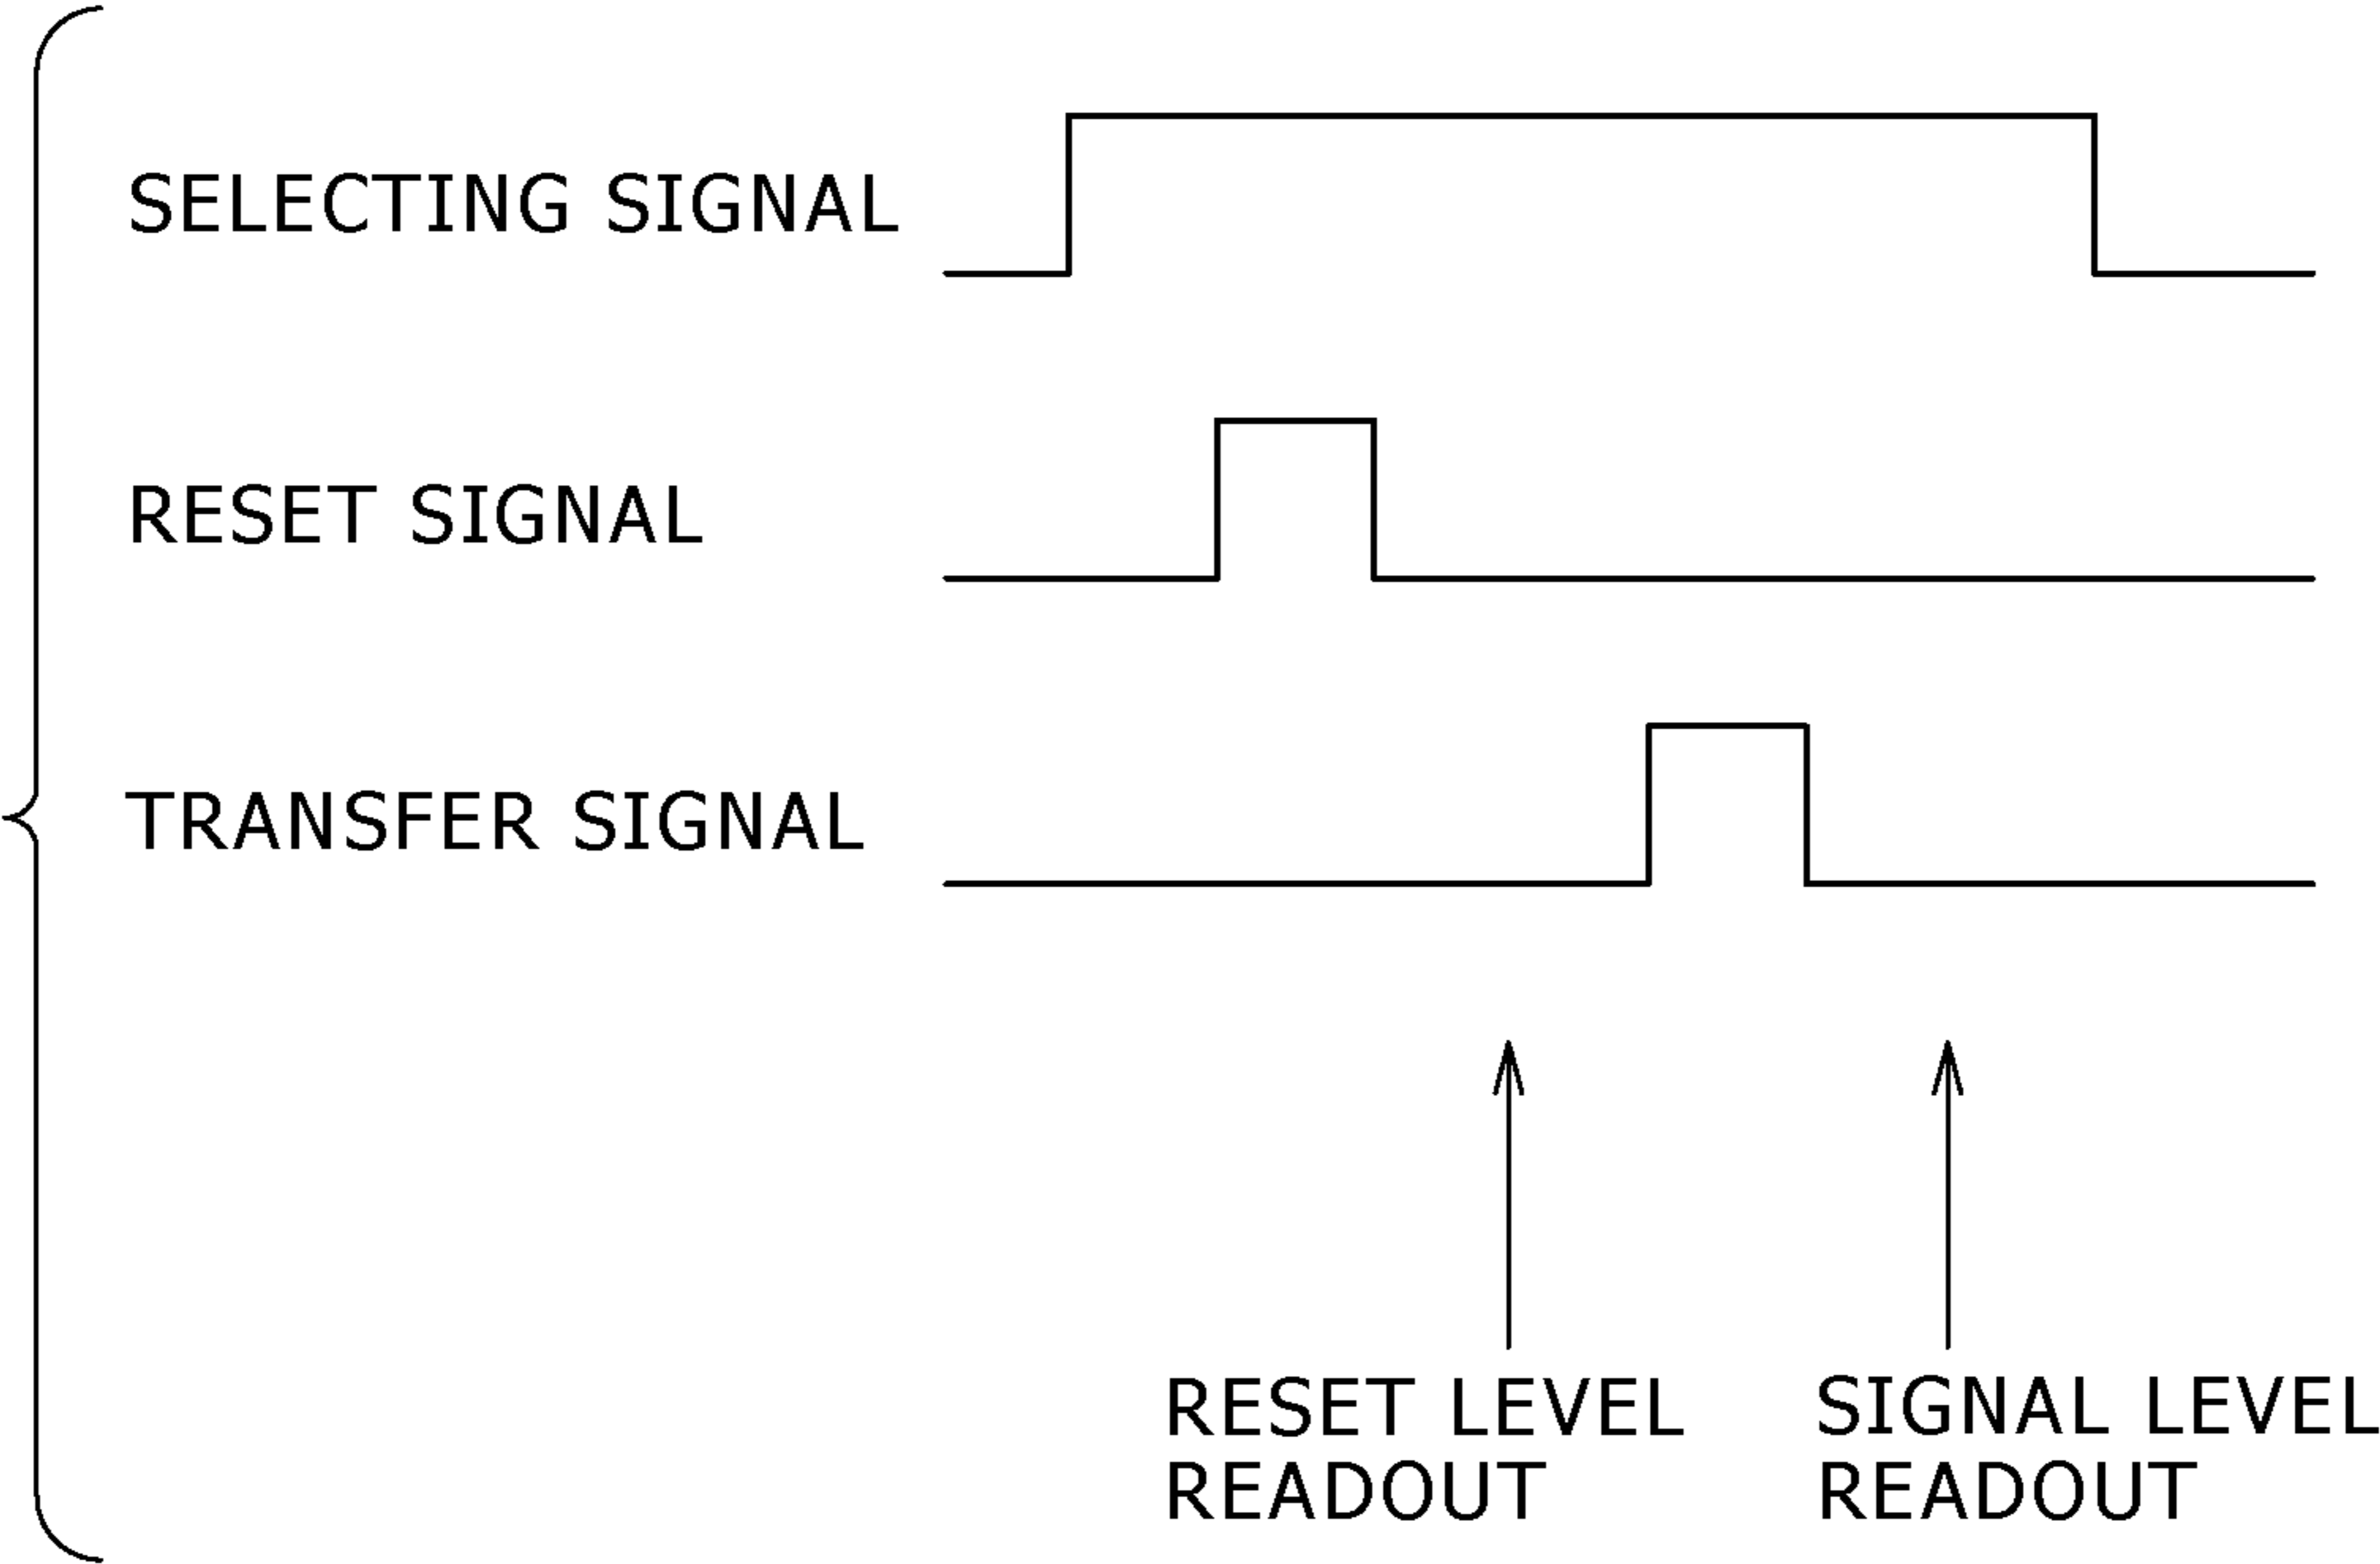 SELECTING SIGNAL
RESET SIGNAL
TRANSFER SIGNAL
RESET LEVEL
READOUT
SIGNAL LEVEL
READOUT